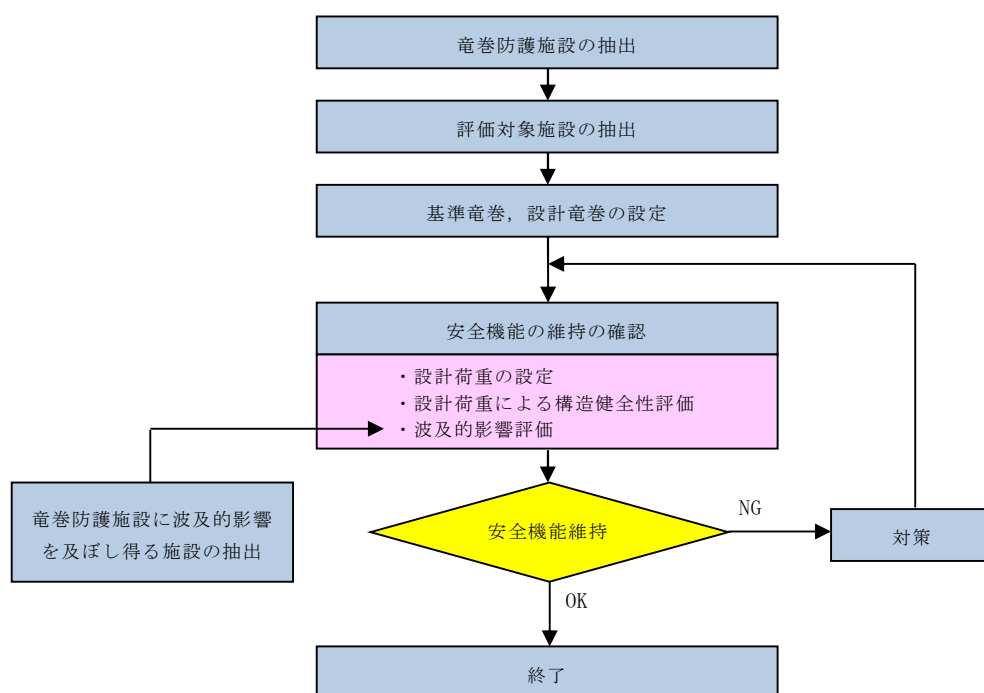 竜巻防護施設の抽出
評価対象施設の抽出
基準竜巻，設計竜巻の設定
安全機能の維持の確認
・設計荷重の設定
・設計荷重による構造健全性評価
・波及的影響評価
竜巻防護施設に波及的影響
を及ぼし得る施設の抽出
安全機能維持
NG
対策
OK
終了